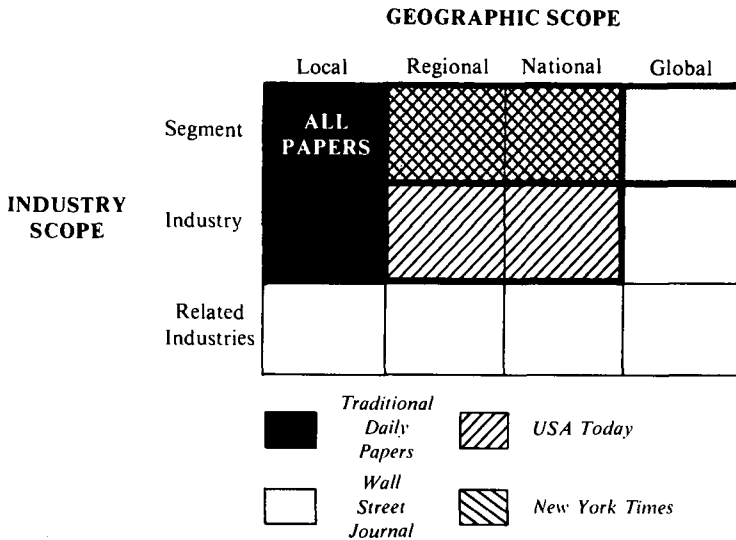 GEOGRAPHIC SCOPE
Local Regional National Global
Segment
ALL
PAPERS
INDUSTRY
SCOPE
Industry
Related
Industries
Traditional
Daily
Papers
USA Today
Wall
Street
Journal
New York Times